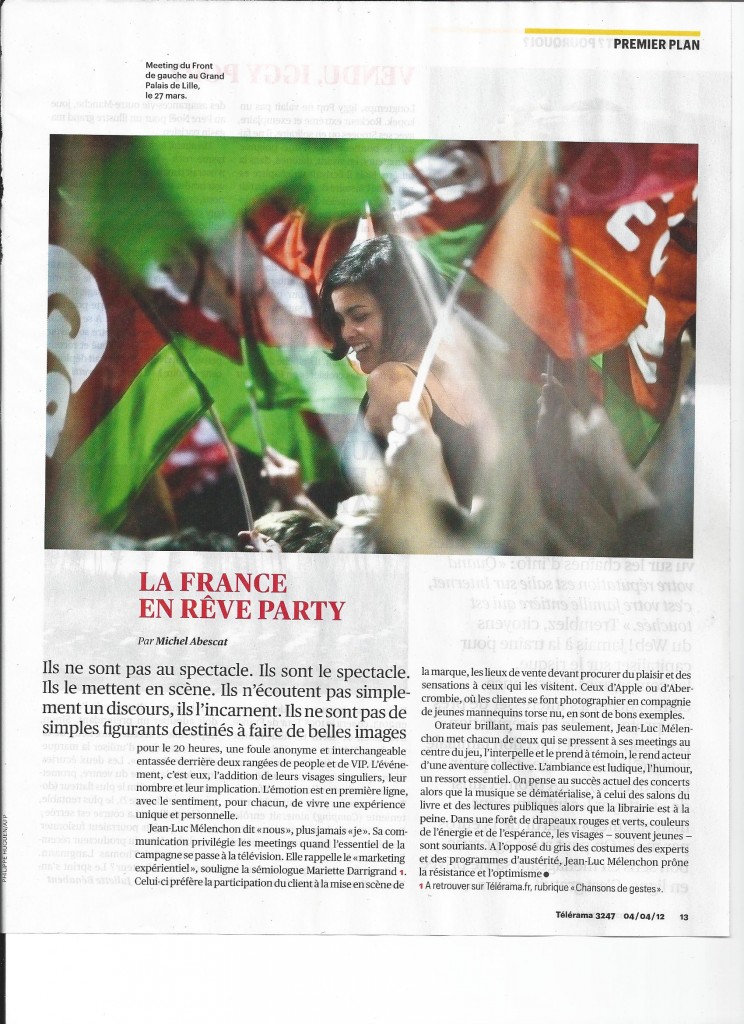 PREMIER PLAN
Meeting du Front
de gauche au Grand
Palais de Lille,
le 27 mars.
LA FRANCE
EN RÊVE PARTY
Par Michel Abescat
Ils ne sont pas au spectacle. Ils sont le spectacle.
Ils le mettent en scène. Ils n’écoutent pas simple-
ment un discours, ils l’incarnent. Ils ne sont pas de
simples figurants destinés à faire de belles images
pour le 20 heures, une foule anonyme et interchangeable
entassée derrière deux rangées de people et de VIP. L’événe-
ment, c’est eux, l’addition de leurs visages singuliers, leur
nombre et leur implication. L’émotion est en première ligne,
avec le sentiment, pour chacun, de vivre une expérience
unique et personnelle.
Jean-Luc Mélenchon dit «nous», plus jamais «je». Sa com-
munication privilégie les meetings quand l’essentiel de la
campagne se passe à la télévision. Elle rappelle le «marketing
expérientiel», souligne la sémiologue Mariette Darrigrand 1.
Celui-ci préfère la participation du client à la mise en scène de
la marque, les lieux de vente devant procurer du plaisir et des
sensations à ceux qui les visitent. Ceux d’Apple ou d’Aber-
crombie, où les clientes se font photographier en compagnie
de jeunes mannequins torse nu, en sont de bons exemples.
Orateur brillant, mais pas seulement, Jean-Luc Mélen-
chon met chacun de ceux qui se pressent à ses meetings au
centre du jeu, l’interpelle et le prend à témoin, le rend acteur
d’une aventure collective. L’ambiance est ludique, l’humour,
un ressort essentiel. On pense au succès actuel des concerts
alors que la musique se dématérialise, à celui des salons du
livre et des lectures publiques alors que la librairie est à la
peine. Dans une forêt de drapeaux rouges et verts, couleurs
de l’énergie et de l’espérance, les visages – souvent jeunes –
sont souriants. A l’opposé du gris des costumes des experts
et des programmes d’austérité, Jean-Luc Mélenchon prône
la résistance et l’optimisme ●
1 A retrouver sur Télérama.fr, rubrique «Chansons de gestes».
PHILIPPE HUGUEN/AFP
Télérama 3247 04/04/12 13